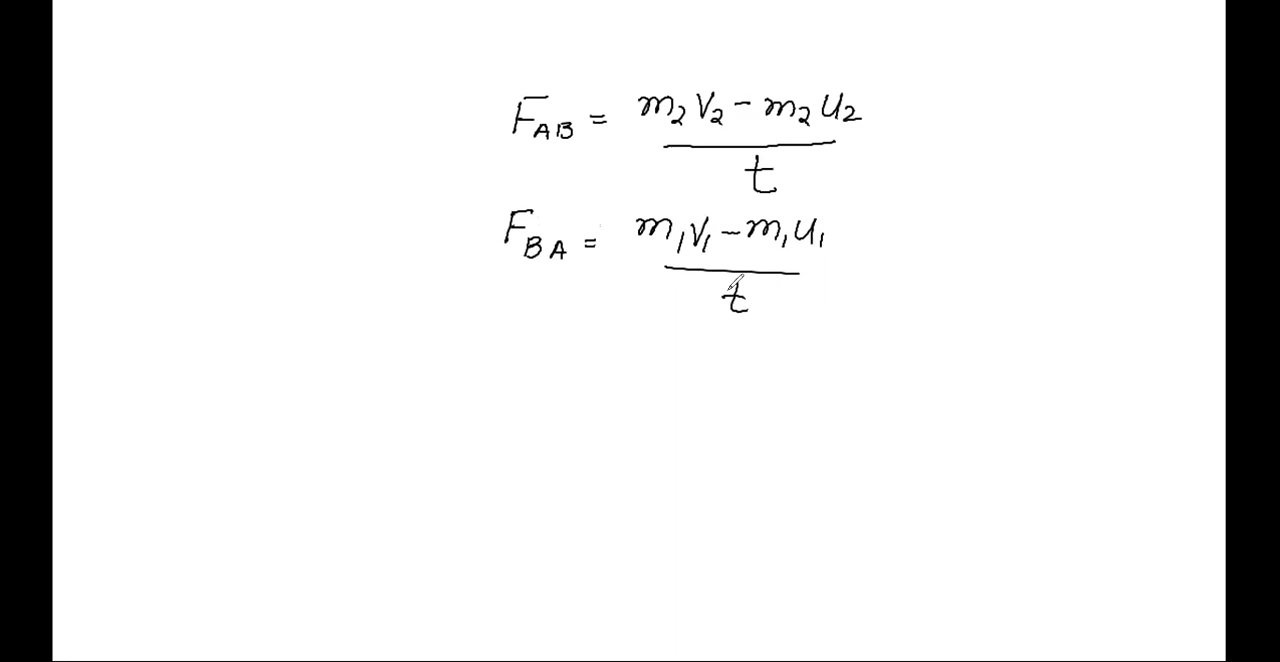 F_AB = (m₂v₂ - m₂u₂)/t
F_BA = (m₁v₁ - m₁u₁)/t